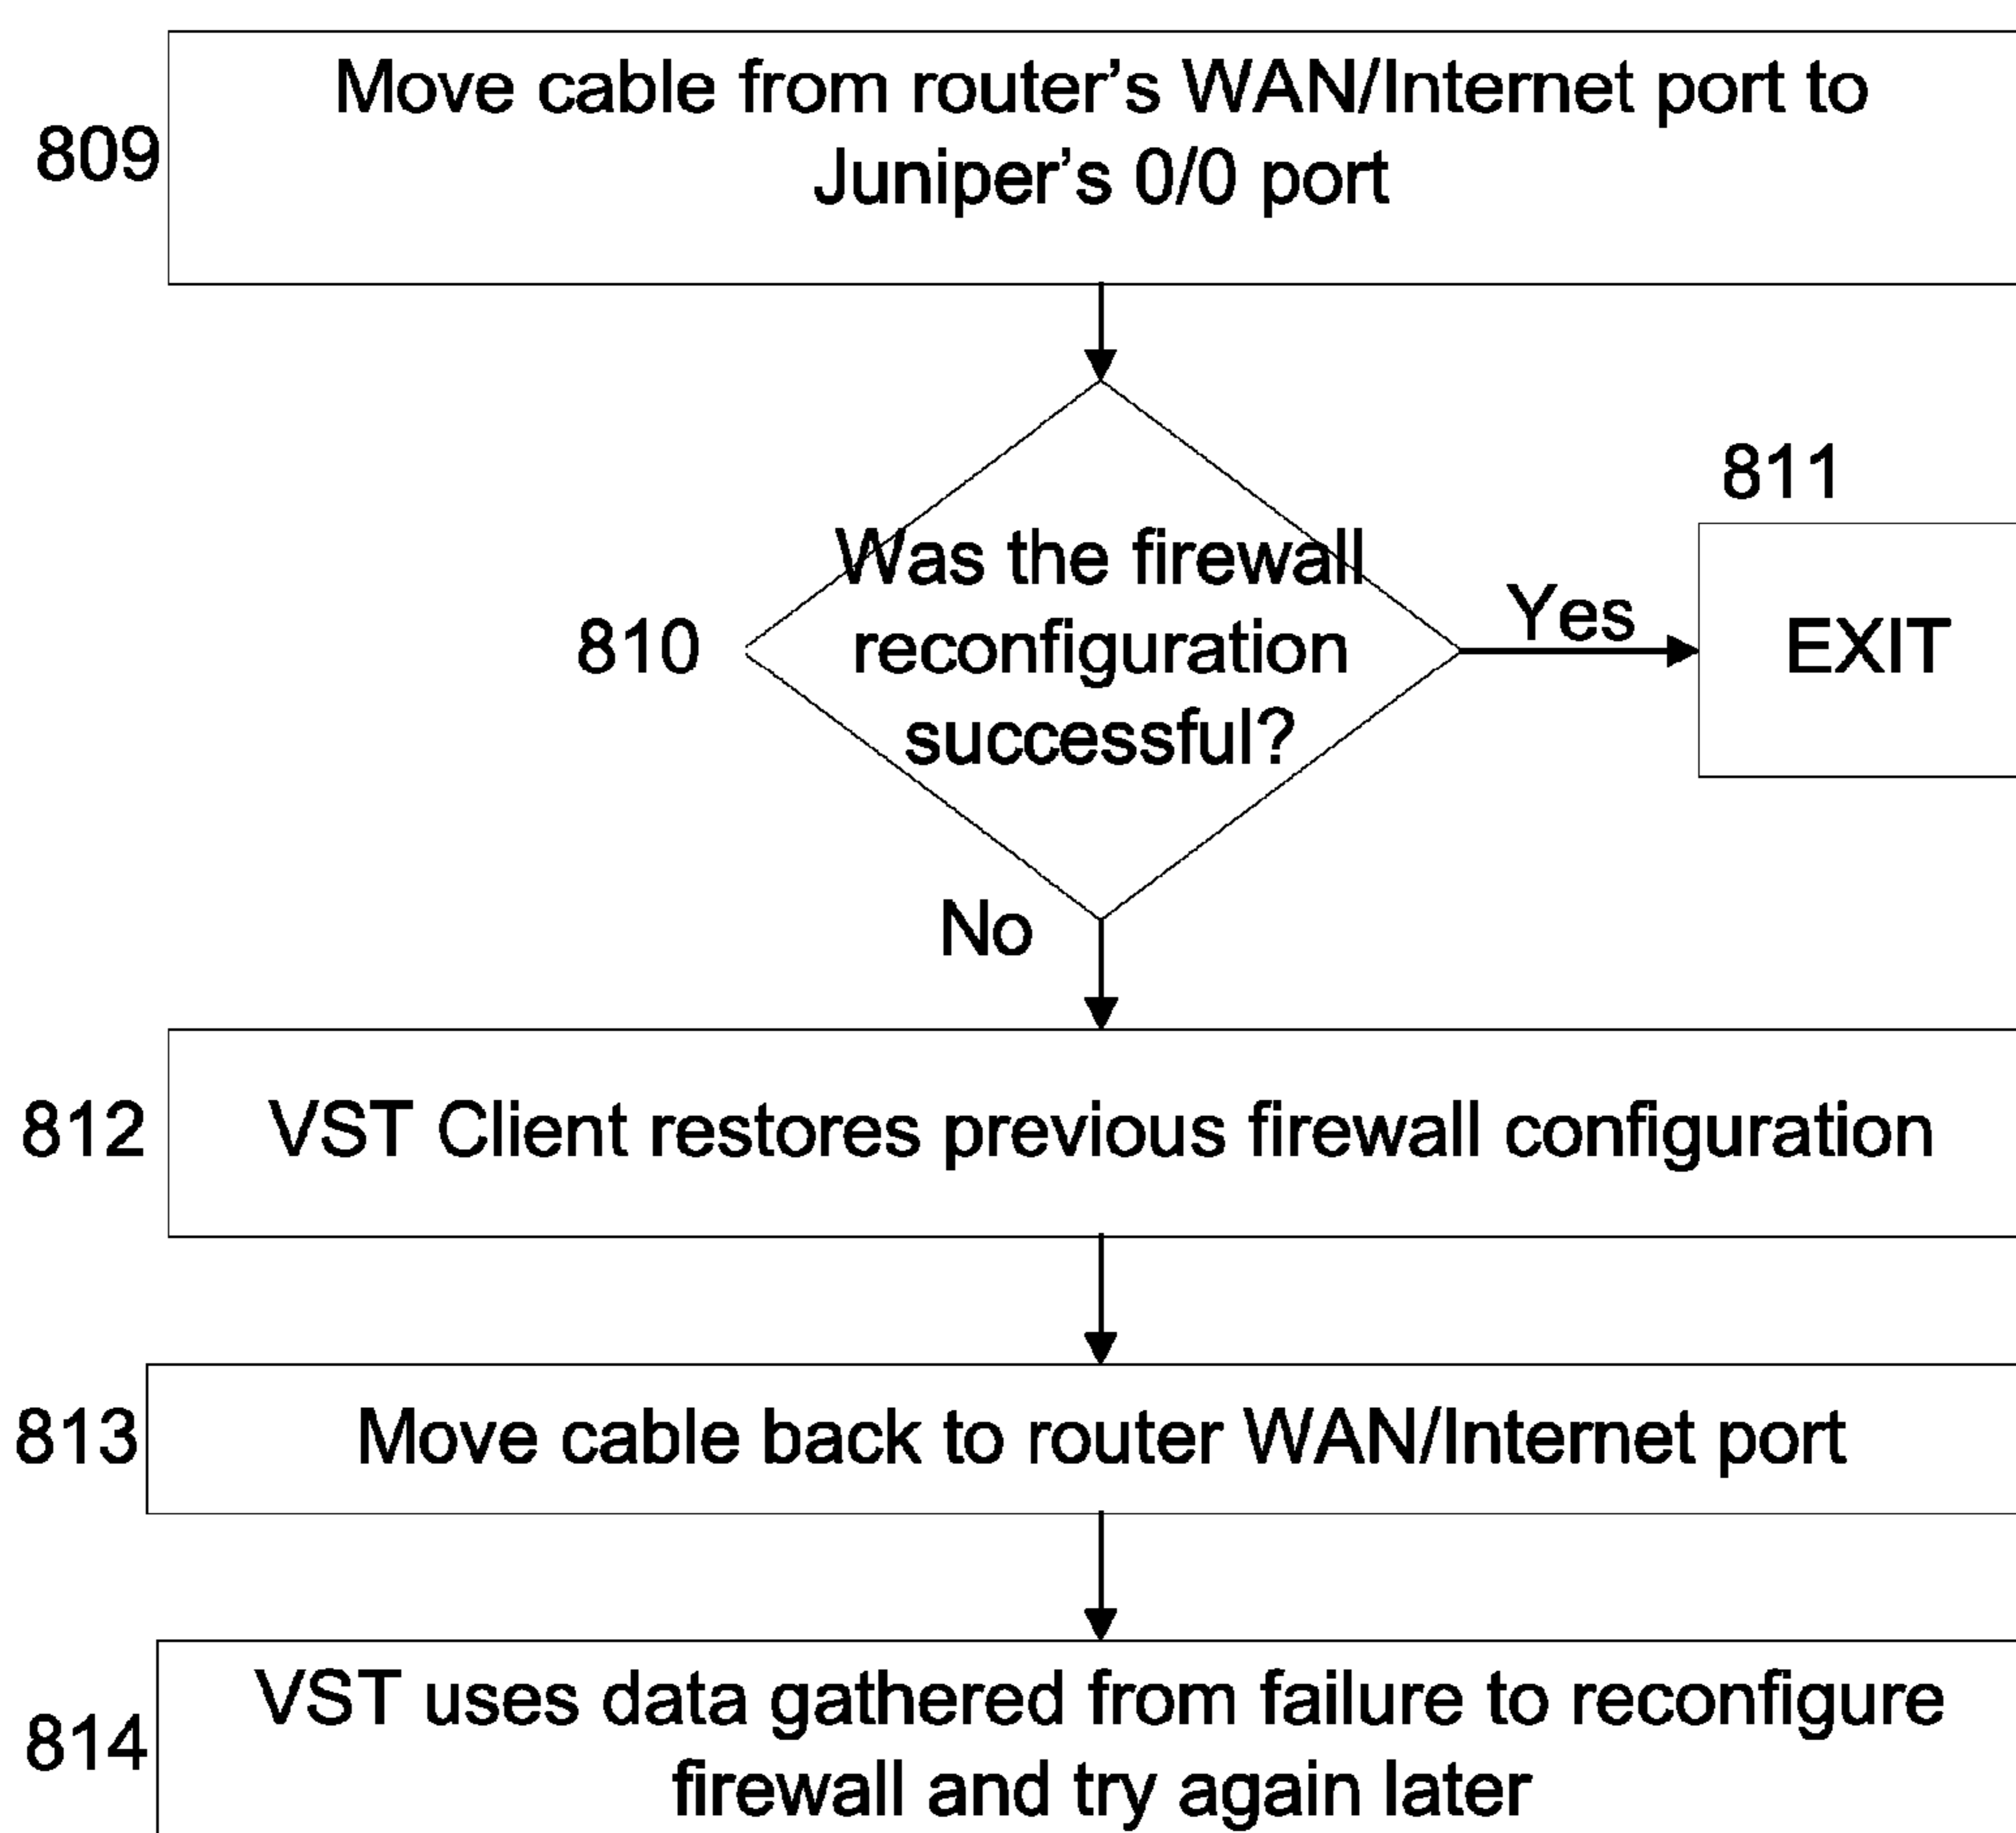 Move cable from router’s WAN/Internet port to
Juniper’s 0/0 port
809
811
Was the firewall
reconfiguration
successful?
810
Yes
EXIT
No
812
VST Client restores previous firewall configuration
813
Move cable back to router WAN/Internet port
VST uses data gathered from failure to reconfigure
firewall and try again later
814